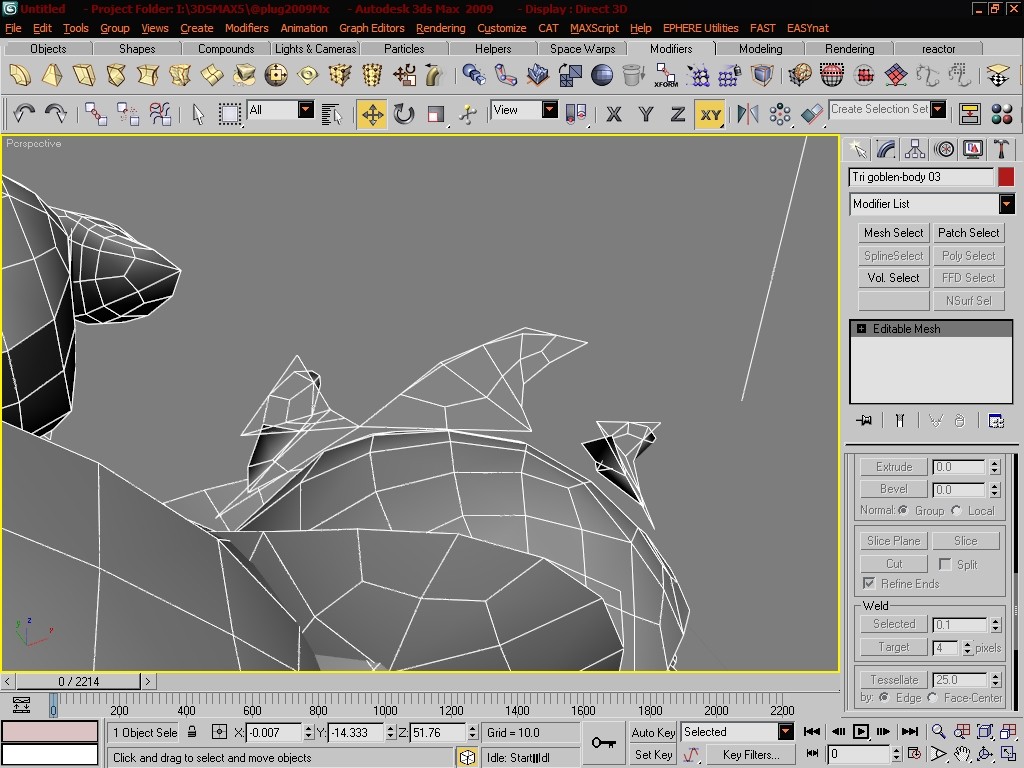 Untitled - Project Folder: I:\3DSMAX5\@plug2009Mx - Autodesk 3ds Max 2009 - Display : Direct 3D
File Edit Tools Group Views Create Modifiers Animation Graph Editors Rendering Customize CAT MAXScript Help EPHERE Utilities FAST EASYnat
Objects Shapes Compounds Lights & Cameras Particles Helpers Space Warps Modifiers Modeling Rendering reactor
XFORM
All View X Y Z XY Create Selection Set
Perspective
Tri goblen-body 03
Modifier List
Mesh Select Patch Select
SplineSelect Poly Select
Vol. Select FFD Select
NSurf Sel
Editable Mesh
Extrude 0.0
Bevel 0.0
Normal: Group Local
Slice Plane Slice
Cut Split
Refine Ends
Weld
Selected 0.1
Target 4 pixels
Tessellate 25.0
by: Edge Face-Center
z
y x
< 0 / 2214 >
0 200 400 600 800 1000 1200 1400 1600 1800 2000 2200
1 Object Sele X: -0.007 Y: -14.333 Z: 51.76 Grid = 10.0 Auto Key Selected
Click and drag to select and move objects Idle: Start Set Key Key Filters... 0